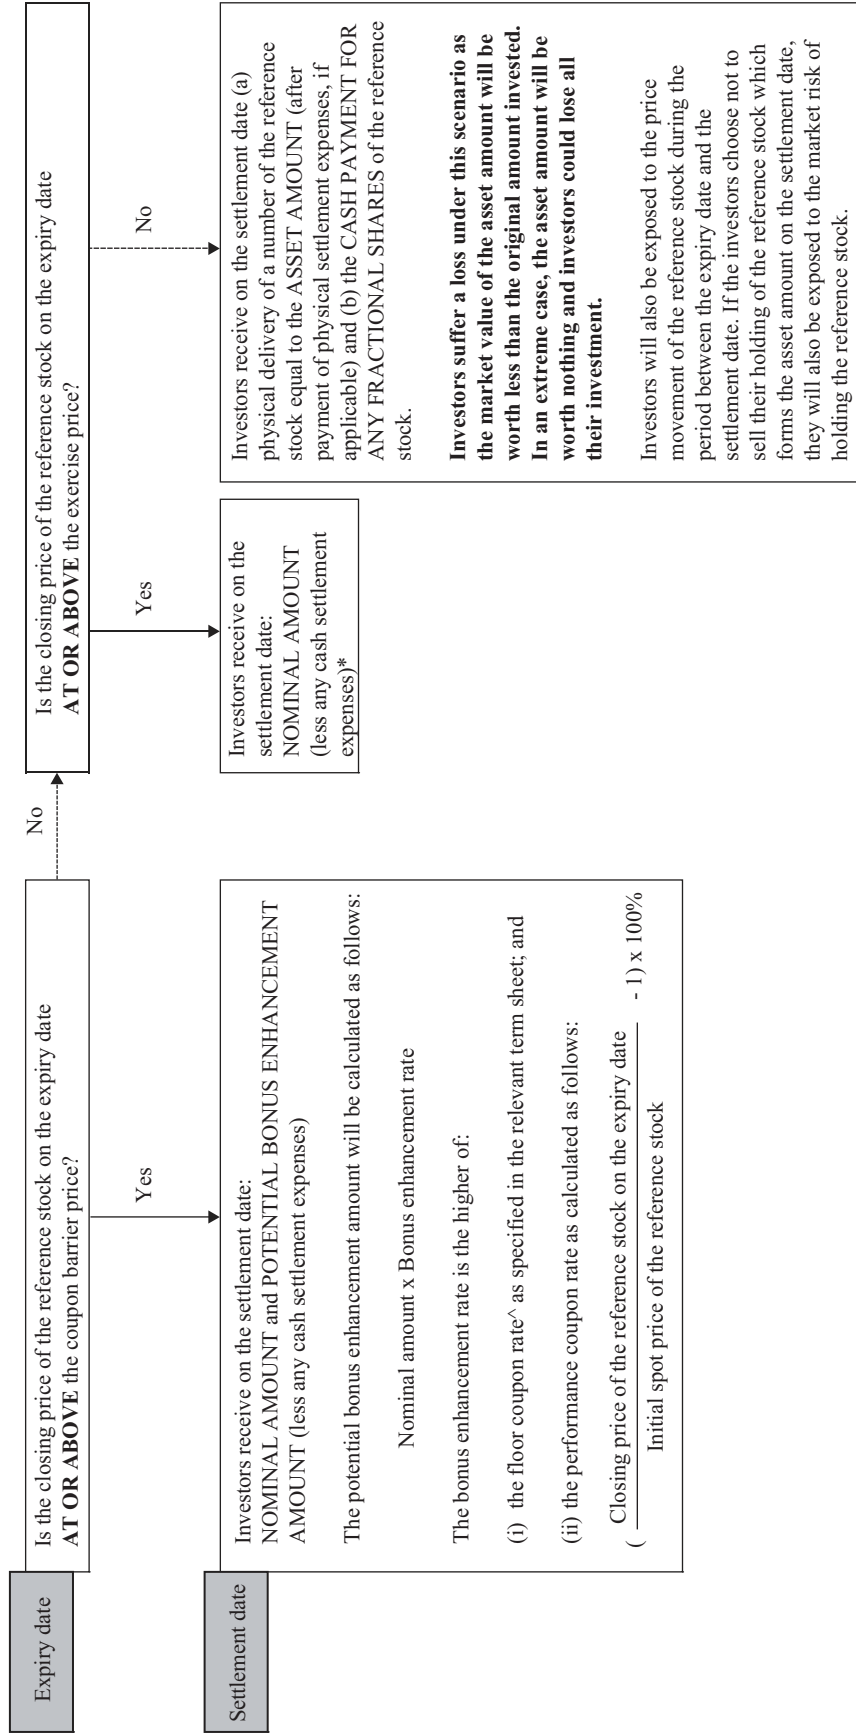 Expiry date
Is the closing price of the reference stock on the expiry date
AT OR ABOVE the coupon barrier price?
No
Is the closing price of the reference stock on the expiry date
AT OR ABOVE the exercise price?
Yes
Yes
No
Settlement date
Investors receive on the settlement date:
NOMINAL AMOUNT and POTENTIAL BONUS ENHANCEMENT
AMOUNT (less any cash settlement expenses)
The potential bonus enhancement amount will be calculated as follows:
Nominal amount x Bonus enhancement rate
The bonus enhancement rate is the higher of:
(i) the floor coupon rate^ as specified in the relevant term sheet; and
(ii) the performance coupon rate as calculated as follows:
( Closing price of the reference stock on the expiry date - 1) x 100%
Initial spot price of the reference stock
Investors receive on the
settlement date:
NOMINAL AMOUNT
(less any cash settlement
expenses)*
Investors receive on the settlement date (a)
physical delivery of a number of the reference
stock equal to the ASSET AMOUNT (after
payment of physical settlement expenses, if
applicable) and (b) the CASH PAYMENT FOR
ANY FRACTIONAL SHARES of the reference
stock.
Investors suffer a loss under this scenario as
the market value of the asset amount will be
worth less than the original amount invested.
In an extreme case, the asset amount will be
worth nothing and investors could lose all
their investment.
Investors will also be exposed to the price
movement of the reference stock during the
period between the expiry date and the
settlement date. If the investors choose not to
sell their holding of the reference stock which
forms the asset amount on the settlement date,
they will also be exposed to the market risk of
holding the reference stock.